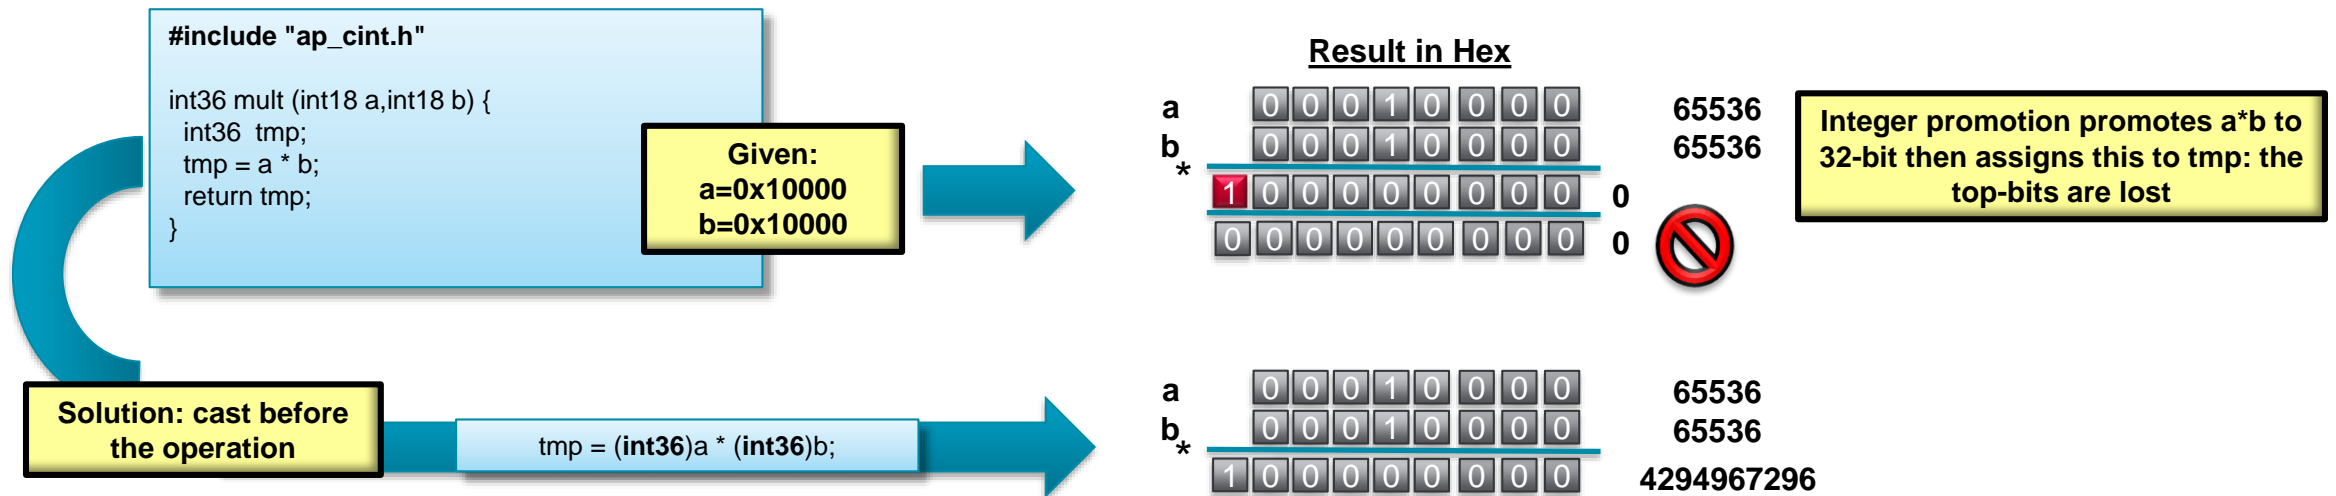 #include "ap_cint.h"
int36 mult (int18 a,int18 b) {
int36 tmp;
tmp = a * b;
return tmp;
}
Given:
a=0x10000
b=0x10000
Result in Hex
a 0 0 0 1 0 0 0 0 65536
b 0 0 0 1 0 0 0 0 65536
*
1 0 0 0 0 0 0 0 0 0
0 0 0 0 0 0 0 0 0 0
Integer promotion promotes a*b to
32-bit then assigns this to tmp: the
top-bits are lost
Solution: cast before
the operation
tmp = (int36)a * (int36)b;
a 0 0 0 1 0 0 0 0 65536
b 0 0 0 1 0 0 0 0 65536
*
1 0 0 0 0 0 0 0 0 4294967296